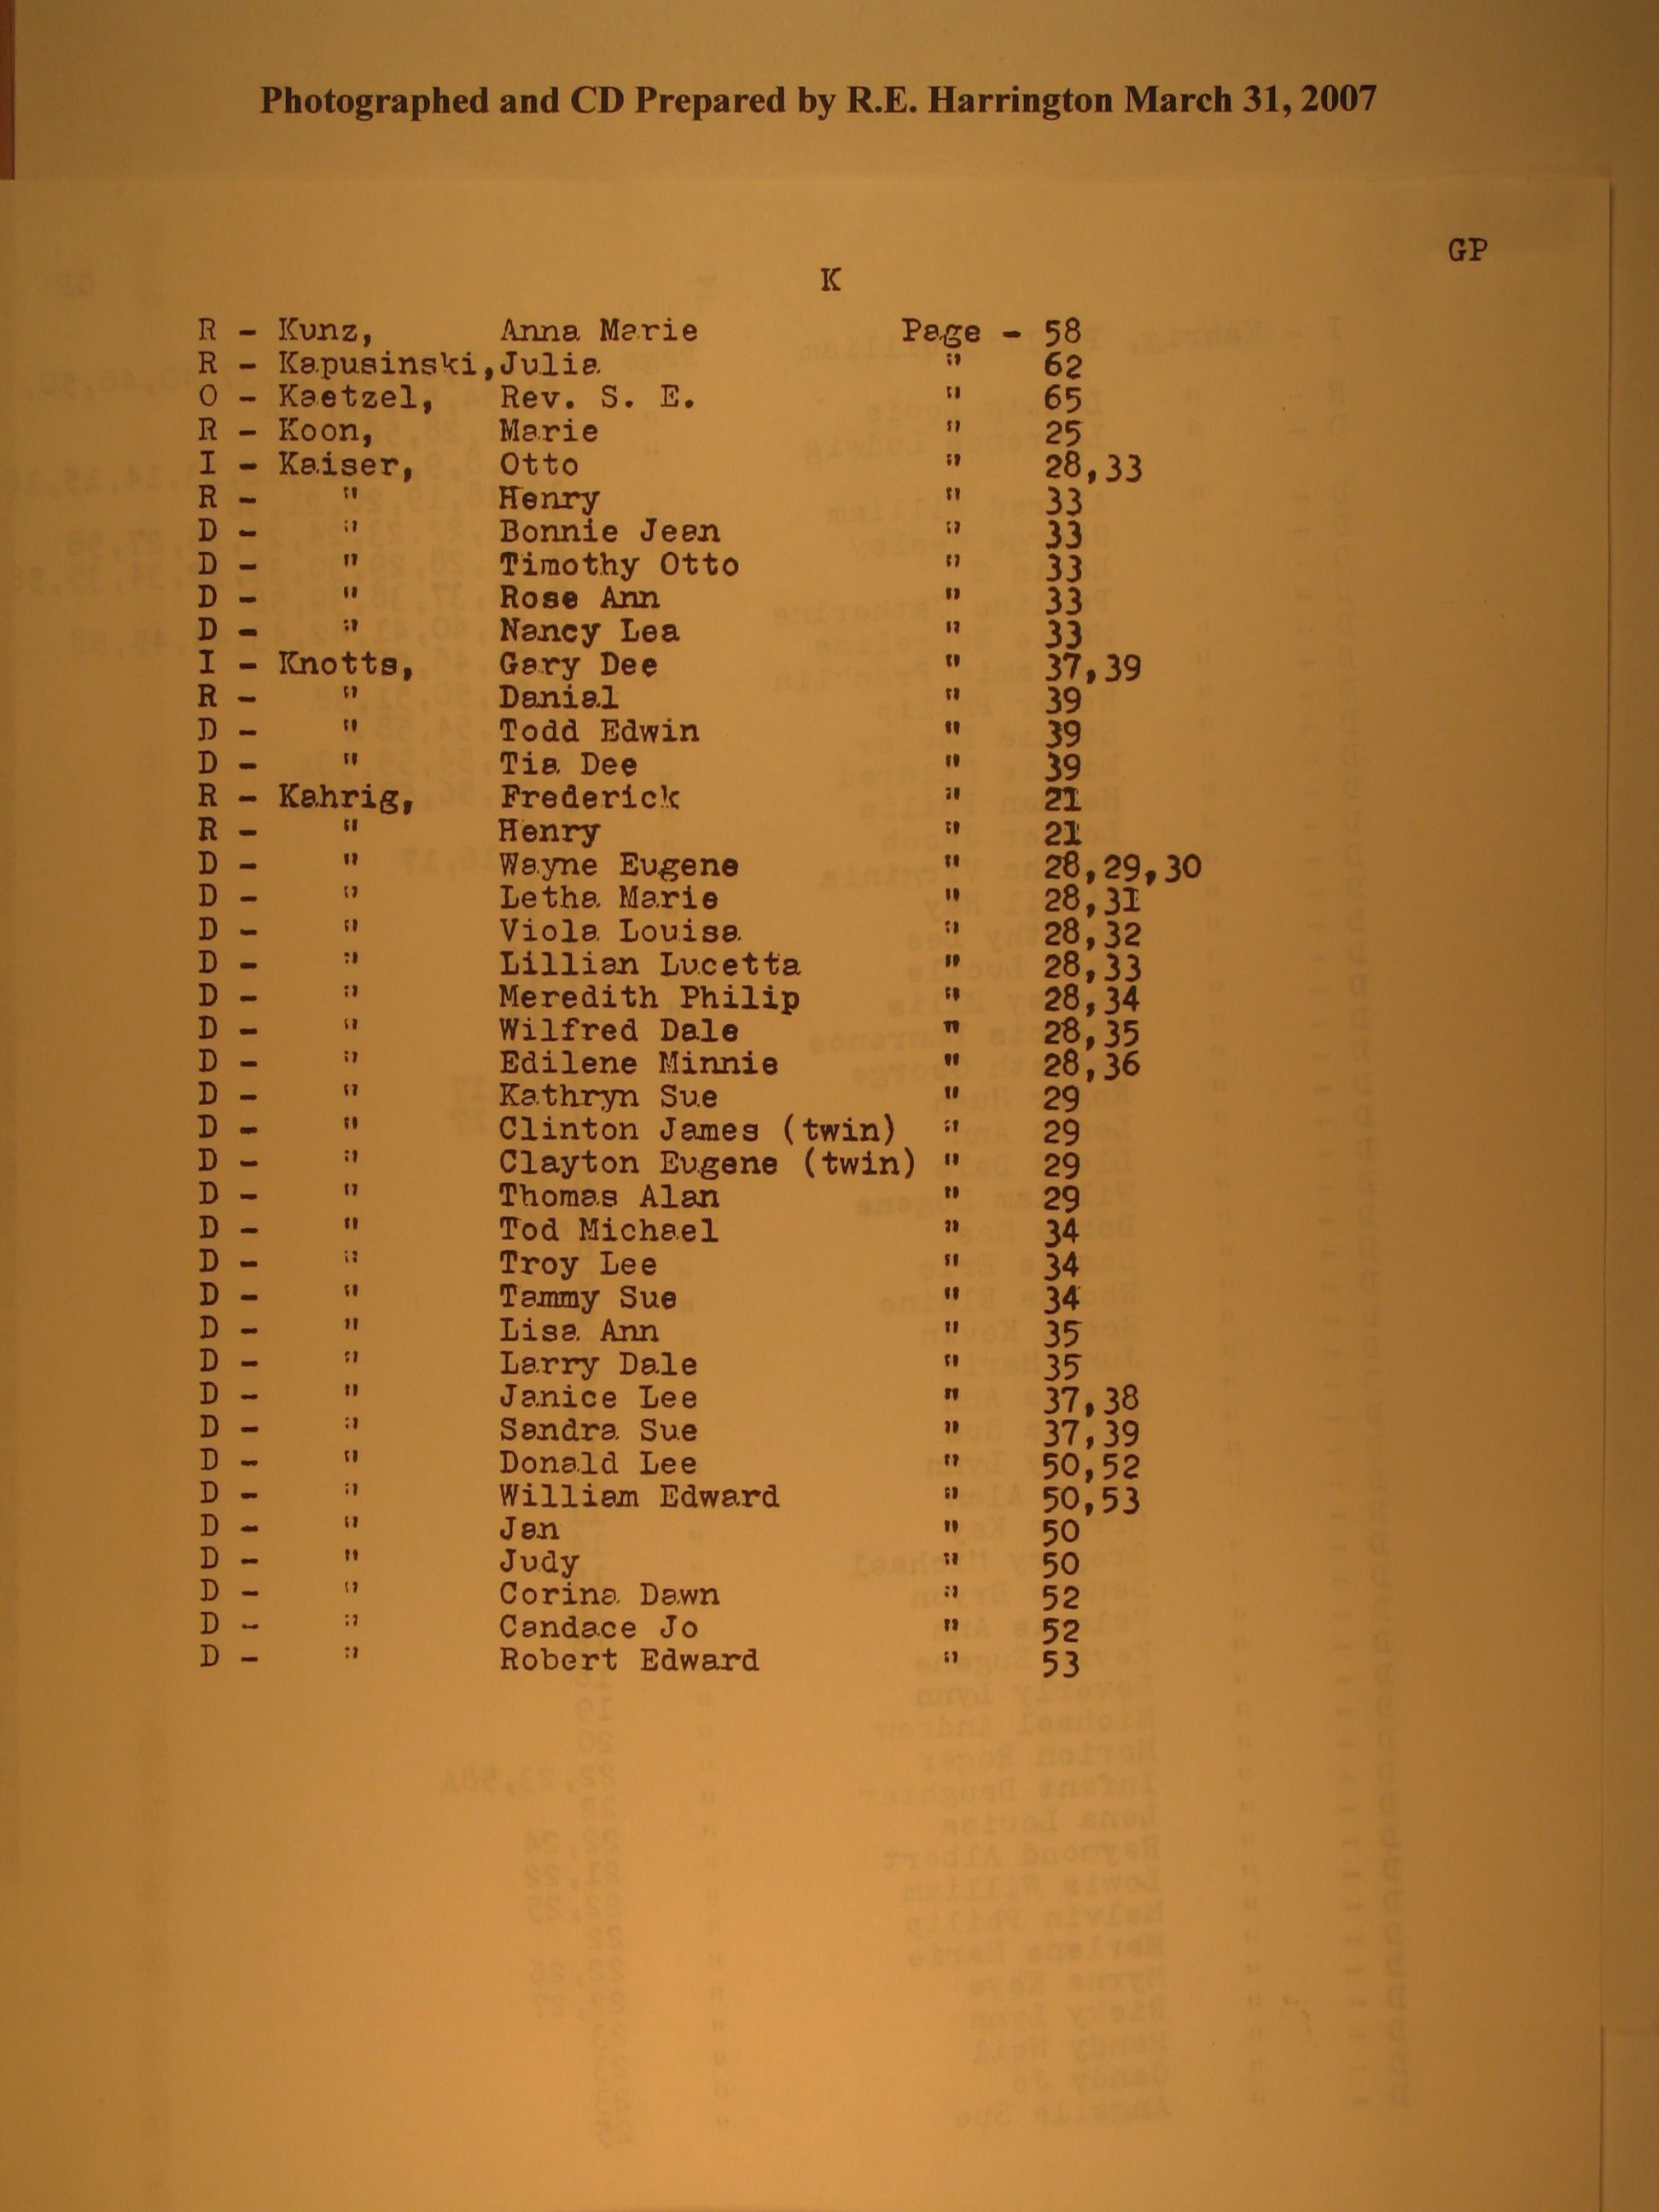 Photographed and CD Prepared by R.E. Harrington March 31, 2007
GP
K
R - Kunz, Anna Marie Page - 58
R - Kapusinski, Julia " 62
O - Kaetzel, Rev. S. E. " 65
R - Koon, Marie " 25
I - Kaiser, Otto " 28,33
R - " Henry " 33
D - " Bonnie Jean " 33
D - " Timothy Otto " 33
D - " Rose Ann " 33
D - " Nancy Lea " 33
I - Knotts, Gary Dee " 37,39
R - " Danial " 39
D - " Todd Edwin " 39
D - " Tia Dee " 39
R - Kahrig, Frederick " 21
R - " Henry " 21
D - " Wayne Eugene " 28,29,30
D - " Letha Marie " 28,31
D - " Viola Louisa " 28,32
D - " Lillian Lucetta " 28,33
D - " Meredith Philip " 28,34
D - " Wilfred Dale " 28,35
D - " Edilene Minnie " 28,36
D - " Kathryn Sue " 29
D - " Clinton James (twin) " 29
D - " Clayton Eugene (twin) " 29
D - " Thomas Alan " 29
D - " Tod Michael " 34
D - " Troy Lee " 34
D - " Tammy Sue " 34
D - " Lisa Ann " 35
D - " Larry Dale " 35
D - " Janice Lee " 37,38
D - " Sandra Sue " 37,39
D - " Donald Lee " 50,52
D - " William Edward " 50,53
D - " Jan " 50
D - " Judy " 50
D - " Corina Dawn " 52
D - " Candace Jo " 52
D - " Robert Edward " 53